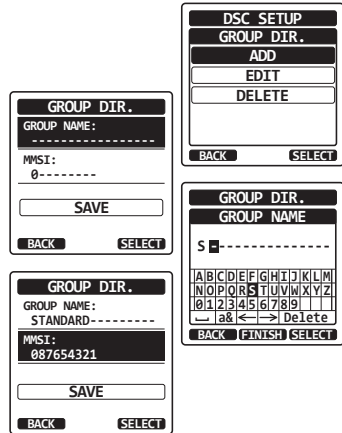 DSC SETUP
GROUP DIR.
ADD
EDIT
DELETE
BACK SELECT
GROUP DIR.
GROUP NAME:
-----------------
MMSI:
0--------
SAVE
BACK SELECT
GROUP DIR.
GROUP NAME
S--------------
ABCDEFGHIJKLM
NOPQRSTUVWXYZ
0123456789
⎵ a& ← → Delete
BACK FINISH SELECT
GROUP DIR.
GROUP NAME:
STANDARD---------
MMSI:
087654321
SAVE
BACK SELECT